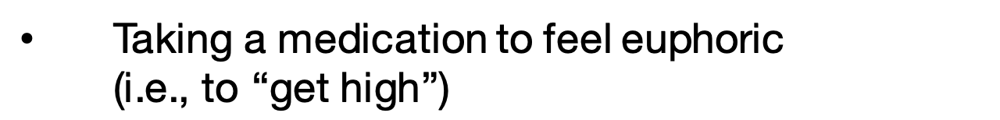 • Taking a medication to feel euphoric
(i.e., to “get high”)